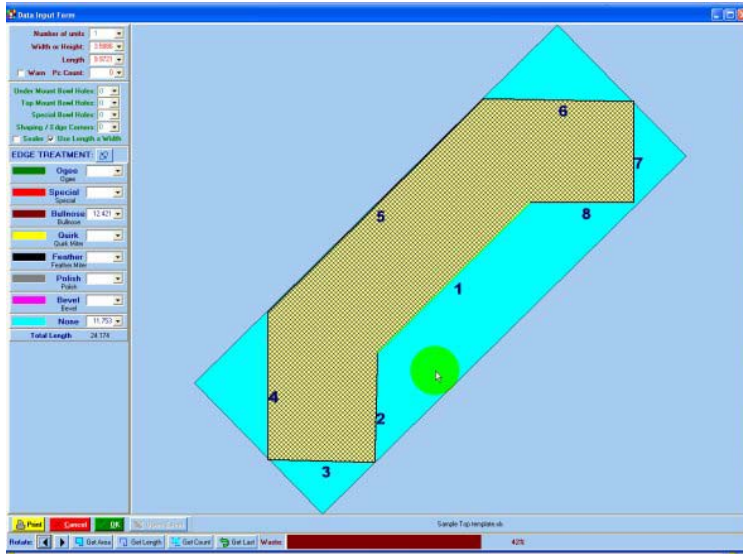 Data Input Form
Number of units 1
Width or Height:
Length
Warn Pc Count: 0
Under Mount Bowl Holes: 0
Top Mount Bowl Holes: 0
Special Bowl Holes: 0
Shaping / Edge Corners: 0
Sealer Use Length x Width
EDGE TREATMENT:
Ogee
Ogee
Special
Special
Bullnose 12.421
Bullnose
Quirk
Quirk Miter
Feather
Feather Miter
Polish
Polish
Bevel
Bevel
None 11.753
Total Length 24.174
6
7
5
8
1
4
2
3
Print Cancel OK
Sample Top template.xls
Rotate: Get Area Get Length Get Count Get Last Waste: 42%